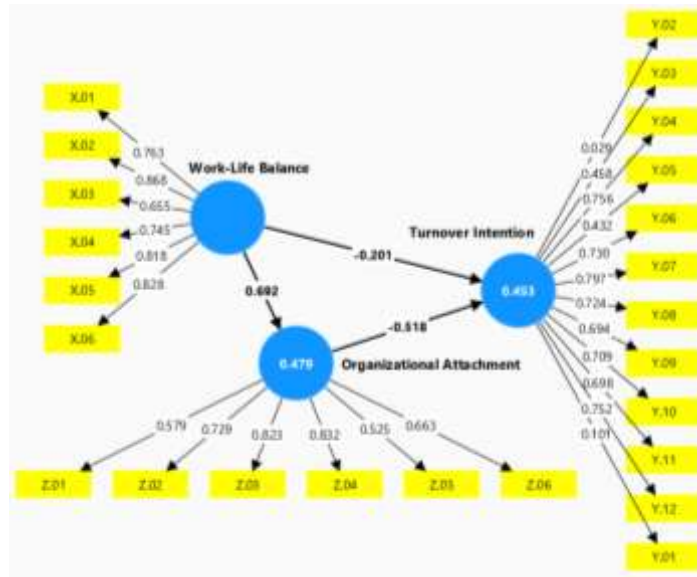 Y.02
X.01
Y.03
0.763
X.02
Y.04
0.029
0.868
Work-Life Balance
0.458
X.03
Y.05
0.655
0.756
0.745
0.432
X.04
Turnover Intention
Y.06
0.818
-0.201
0.730
X.05
0.828
0.797
Y.07
0.692
0.453
0.724
Y.08
X.06
-0.518
0.694
Y.09
0.479
Organizational Attachment
0.709
0.698
Y.10
0.752
0.579
0.729
0.823
0.832
0.525
0.663
0.101
Y.11
Z.01
Z.02
Z.03
Z.04
Z.05
Z.06
Y.12
Y.01